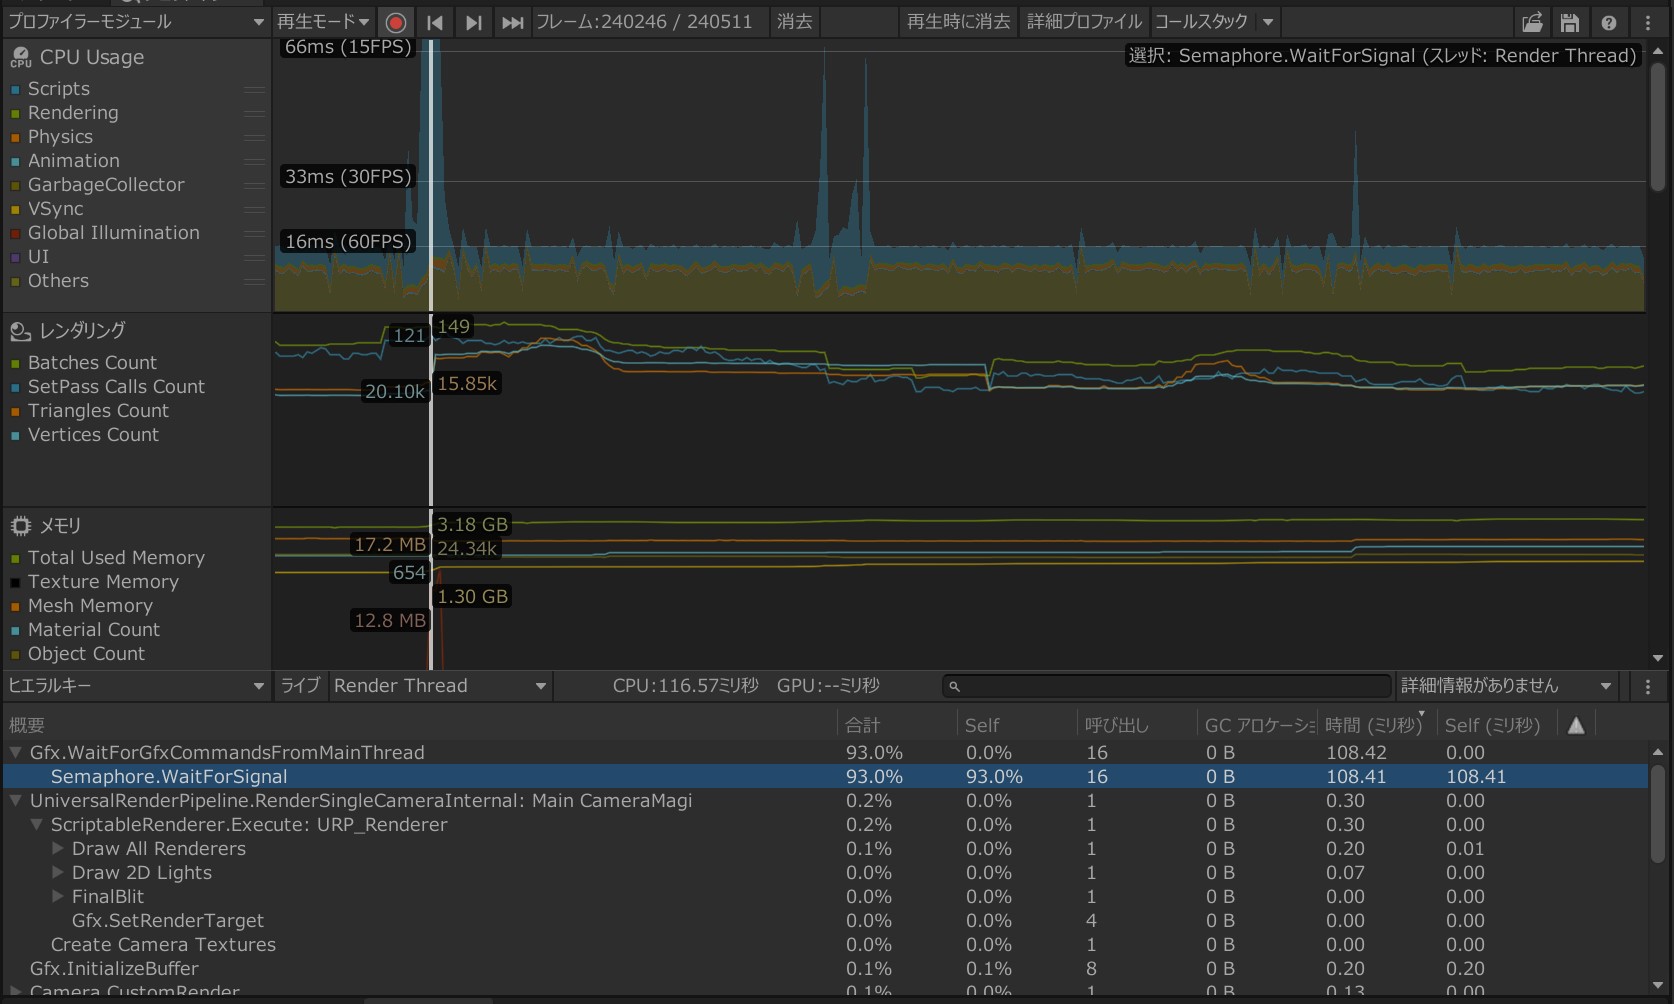 プロファイラーモジュール 再生モード フレーム:240246 / 240511 消去 再生時に消去 詳細プロファイル コールスタック
CPU Usage
CPU
Scripts
Rendering
Physics
Animation
GarbageCollector
VSync
Global Illumination
UI
Others
66ms (15FPS)
選択: Semaphore.WaitForSignal (スレッド: Render Thread)
33ms (30FPS)
16ms (60FPS)
レンダリング
Batches Count
SetPass Calls Count
Triangles Count
Vertices Count
121
149
20.10k
15.85k
メモリ
Total Used Memory
Texture Memory
Mesh Memory
Material Count
Object Count
3.18 GB
17.2 MB
24.34k
654
1.30 GB
12.8 MB
ヒエラルキー ライブ Render Thread CPU:116.57ミリ秒 GPU:--ミリ秒 詳細情報がありません
概要 合計 Self 呼び出し GC アロケーショ 時間 (ミリ秒) Self (ミリ秒)
Gfx.WaitForGfxCommandsFromMainThread 93.0% 0.0% 16 0 B 108.42 0.00
Semaphore.WaitForSignal 93.0% 93.0% 16 0 B 108.41 108.41
UniversalRenderPipeline.RenderSingleCameraInternal: Main CameraMagi 0.2% 0.0% 1 0 B 0.30 0.00
ScriptableRenderer.Execute: URP_Renderer 0.2% 0.0% 1 0 B 0.30 0.00
Draw All Renderers 0.1% 0.0% 1 0 B 0.20 0.01
Draw 2D Lights 0.0% 0.0% 1 0 B 0.07 0.00
FinalBlit 0.0% 0.0% 1 0 B 0.00 0.00
Gfx.SetRenderTarget 0.0% 0.0% 4 0 B 0.00 0.00
Create Camera Textures 0.0% 0.0% 1 0 B 0.00 0.00
Gfx.InitializeBuffer 0.1% 0.1% 8 0 B 0.20 0.20
Camera.CustomRender 0.1% 0.0% 1 0 B 0.13 0.00